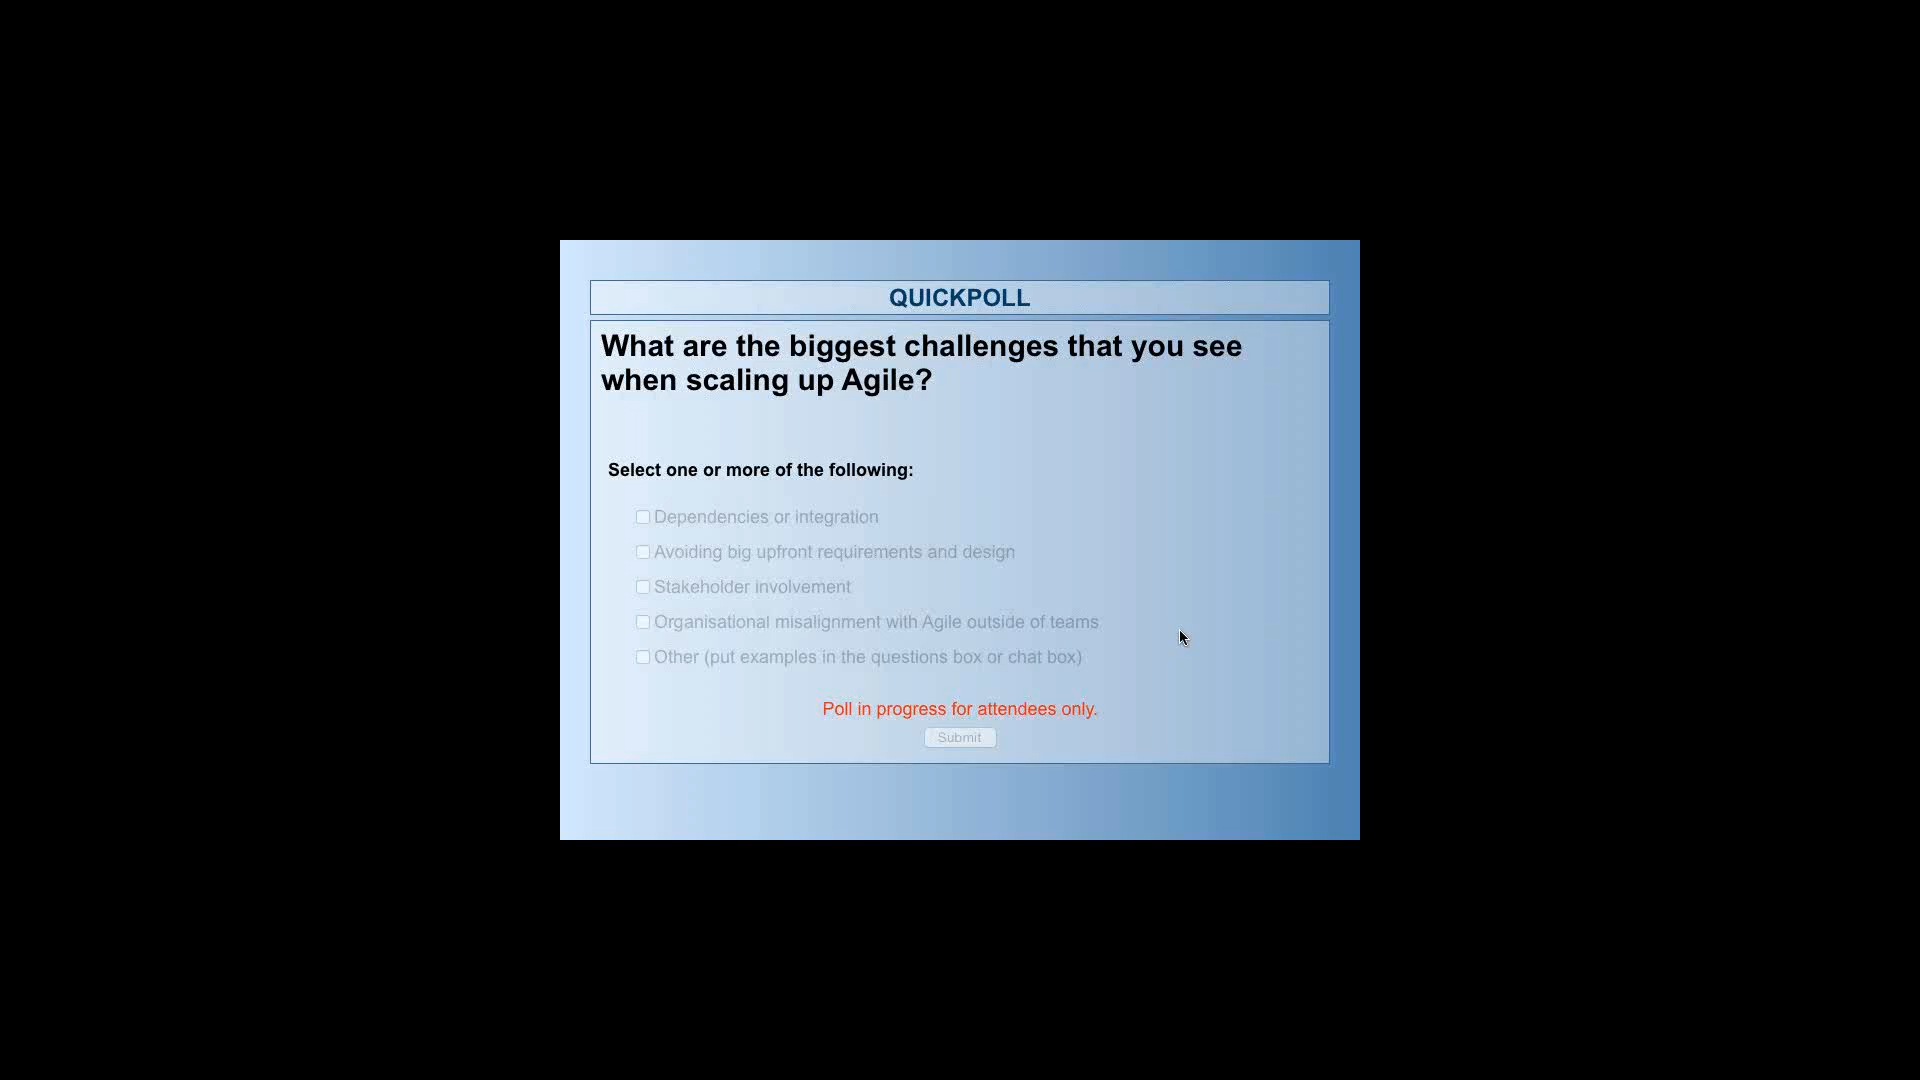 QUICKPOLL
What are the biggest challenges that you see
when scaling up Agile?
Select one or more of the following:
Dependencies or integration
Avoiding big upfront requirements and design
Stakeholder involvement
Organisational misalignment with Agile outside of teams
Other (put examples in the questions box or chat box)
Poll in progress for attendees only.
Submit